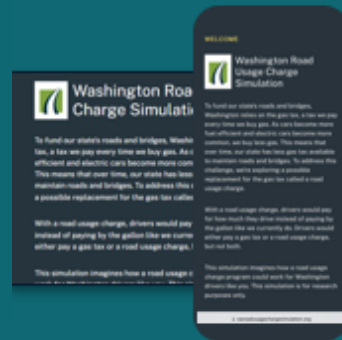 Washington Roa
Charge Simulati
To fund our state's roads and bridges, Washin
tax, a tax we pay every time we buy gas. As c
efficient and electric cars become more com
This means that over time, our state has less
maintain roads and bridges. To address this c
a possible replacement for the gas tax called
With a road usage charge, drivers would pay
instead of paying by the gallon like we curre
either pay a gas tax or a road usage charge,
This simulation imagines how a road usage c
WELCOME
Washington Road
Usage Charge
Simulation
To fund our state's roads and bridges,
Washington relies on the gas tax, a tax we pay
every time we buy gas. As cars become more
fuel efficient and electric cars become more
common, we buy less gas. This means that
over time, our state has less gas tax available
to maintain roads and bridges. To address this
challenge, we're exploring a possible
replacement for the gas tax called a road
usage charge.
With a road usage charge, drivers would pay
for how much they drive instead of paying by
the gallon like we currently do. Drivers would
either pay a gas tax or a road usage charge,
but not both.
This simulation imagines how a road usage
charge program could work for Washington
drivers like you. This simulation is for research
purposes only.